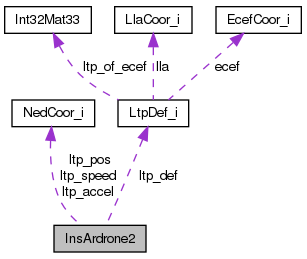 Int32Mat33
LlaCoor_i
EcefCoor_i
ltp_of_ecef
lla
ecef
NedCoor_i
LtpDef_i
ltp_pos
ltp_speed
ltp_accel
ltp_def
InsArdrone2